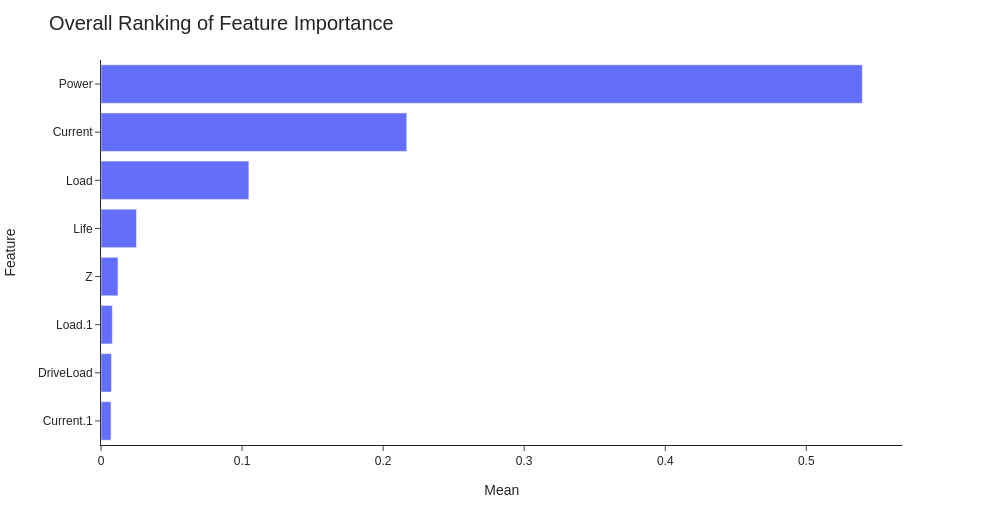 Overall Ranking of Feature Importance
Feature
Power
Current
Load
Life
Z
Load.1
DriveLoad
Current.1
0 0.1 0.2 0.3 0.4 0.5
Mean